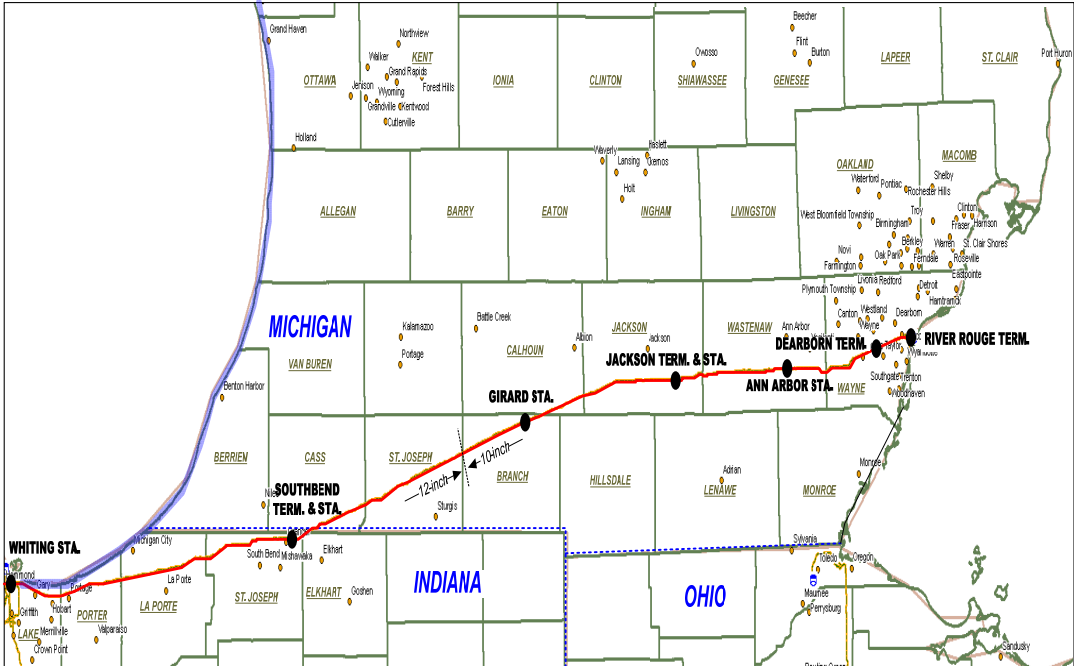 Grand Haven
Northview
Walker
KENT
Grand Rapids
Forest Hills
OTTAWA
Jenison
Wyoming
Grandville
Kentwood
Cutlerville
IONIA
CLINTON
Owosso
SHIAWASSEE
Beecher
Flint
Burton
GENESEE
LAPEER
ST. CLAIR
Port Huron
Holland
Waverly
Haslett
Lansing
Okemos
Holt
OAKLAND
MACOMB
Waterford
Pontiac
Shelby
Rochester Hills
ALLEGAN
BARRY
EATON
INGHAM
LIVINGSTON
West Bloomfield Township
Troy
Clinton
Birmingham
Fraser
Harrison
Berkley
Warren
St. Clair Shores
Novi
Oak Park
Ferndale
Roseville
Farmington
Eastpointe
Livonia
Redford
Detroit
Plymouth Township
Hamtramck
MICHIGAN
Kalamazoo
Battle Creek
Albion
JACKSON
Jackson
WASTENAW
Ann Arbor
Canton
Westland
Wayne
Dearborn
Portage
VAN BUREN
CALHOUN
JACKSON TERM. & STA.
DEARBORN TERM.
RIVER ROUGE TERM.
ANN ARBOR STA.
WAYNE
Southgate
Trenton
Woodhaven
Benton Harbor
GIRARD STA.
BERRIEN
CASS
ST. JOSEPH
12-inch
10-inch
BRANCH
HILLSDALE
Adrian
LENAWE
MONROE
Monroe
SOUTHBEND
TERM. & STA.
Sturgis
WHITING STA.
Michigan City
South Bend
Mishawaka
Elkhart
Sylvania
Toledo
Oregon
Gary
Portage
La Porte
Hobart
Griffith
LAKE
Merrillville
PORTER
Valparaiso
Crown Point
LA PORTE
ST. JOSEPH
ELKHART
Goshen
INDIANA
OHIO
Maumee
Perrysburg
Sandusky